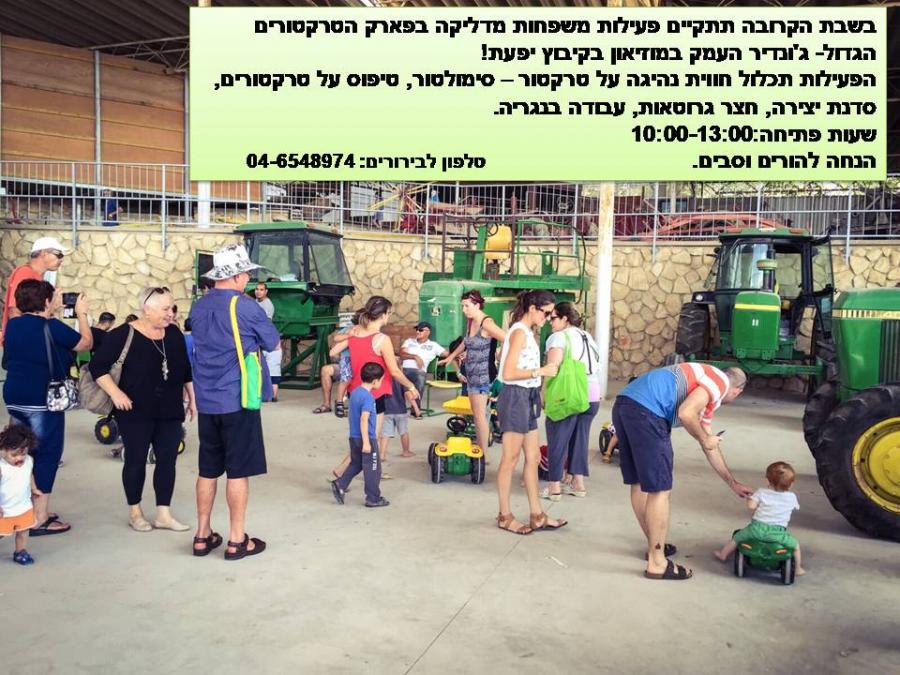 בשבת הקרובה תתקיים פעילות משפחות מדליקה בפארק הטרקטורים
הגדול- ג'ונדיר העמק במוזיאון בקיבוץ יפעת!
הפעילות תכלול חווית נהיגה על טרקטור – סימולטור, טיפוס על טרקטורים,
סדנת יצירה, חצר גרוטאות, עבודה בנגריה.
שעות פתיחה:10:00-13:00
הנחה להורים וסבים. טלפון לבירורים: 04-6548974